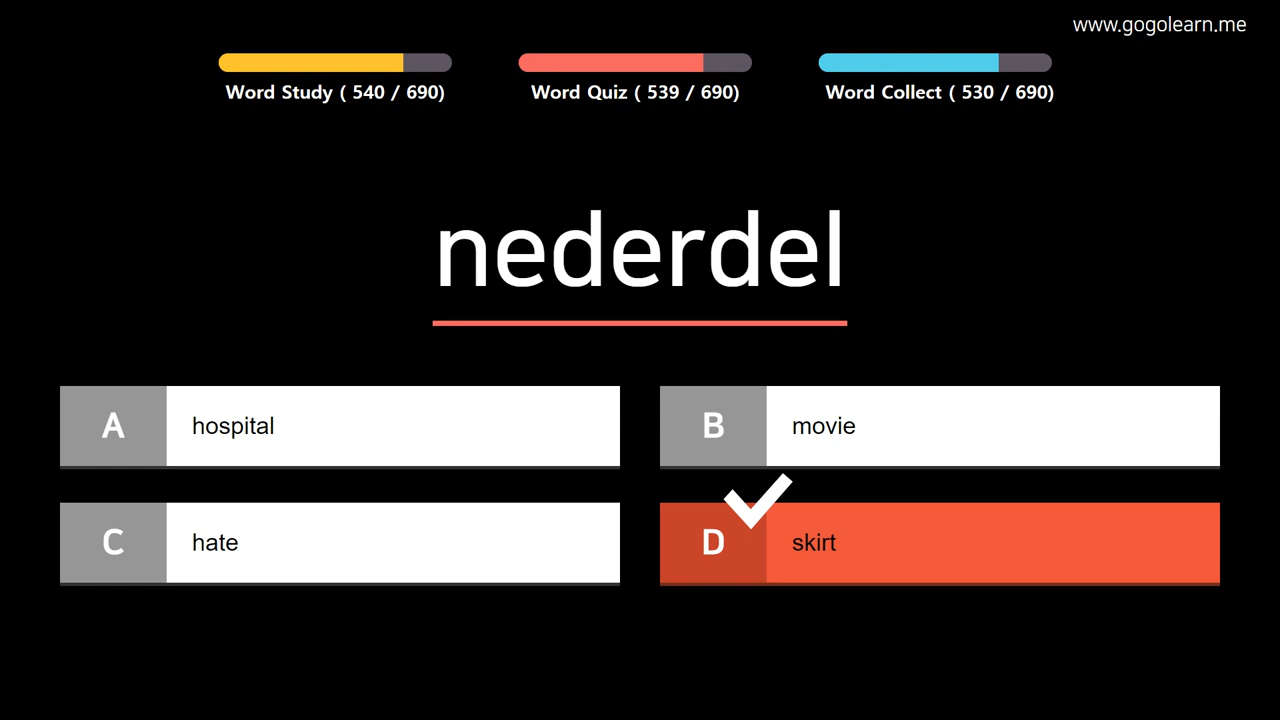 www.gogolearn.me
Word Study ( 540 / 690)
Word Quiz ( 539 / 690)
Word Collect ( 530 / 690)
nederdel
A hospital
B movie
C hate
D skirt